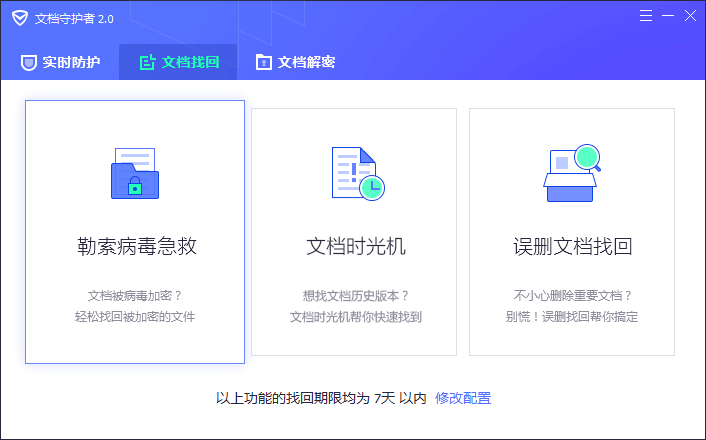 文档守护者 2.0
实时防护
文档找回
文档解密
勒索病毒急救
文档被病毒加密？
轻松找回被加密的文件
文档时光机
想找文档历史版本？
文档时光机帮你快速找到
误删文档找回
不小心删除重要文档？
别慌！误删找回帮你搞定
以上功能的找回期限均为 7天 以内 修改配置